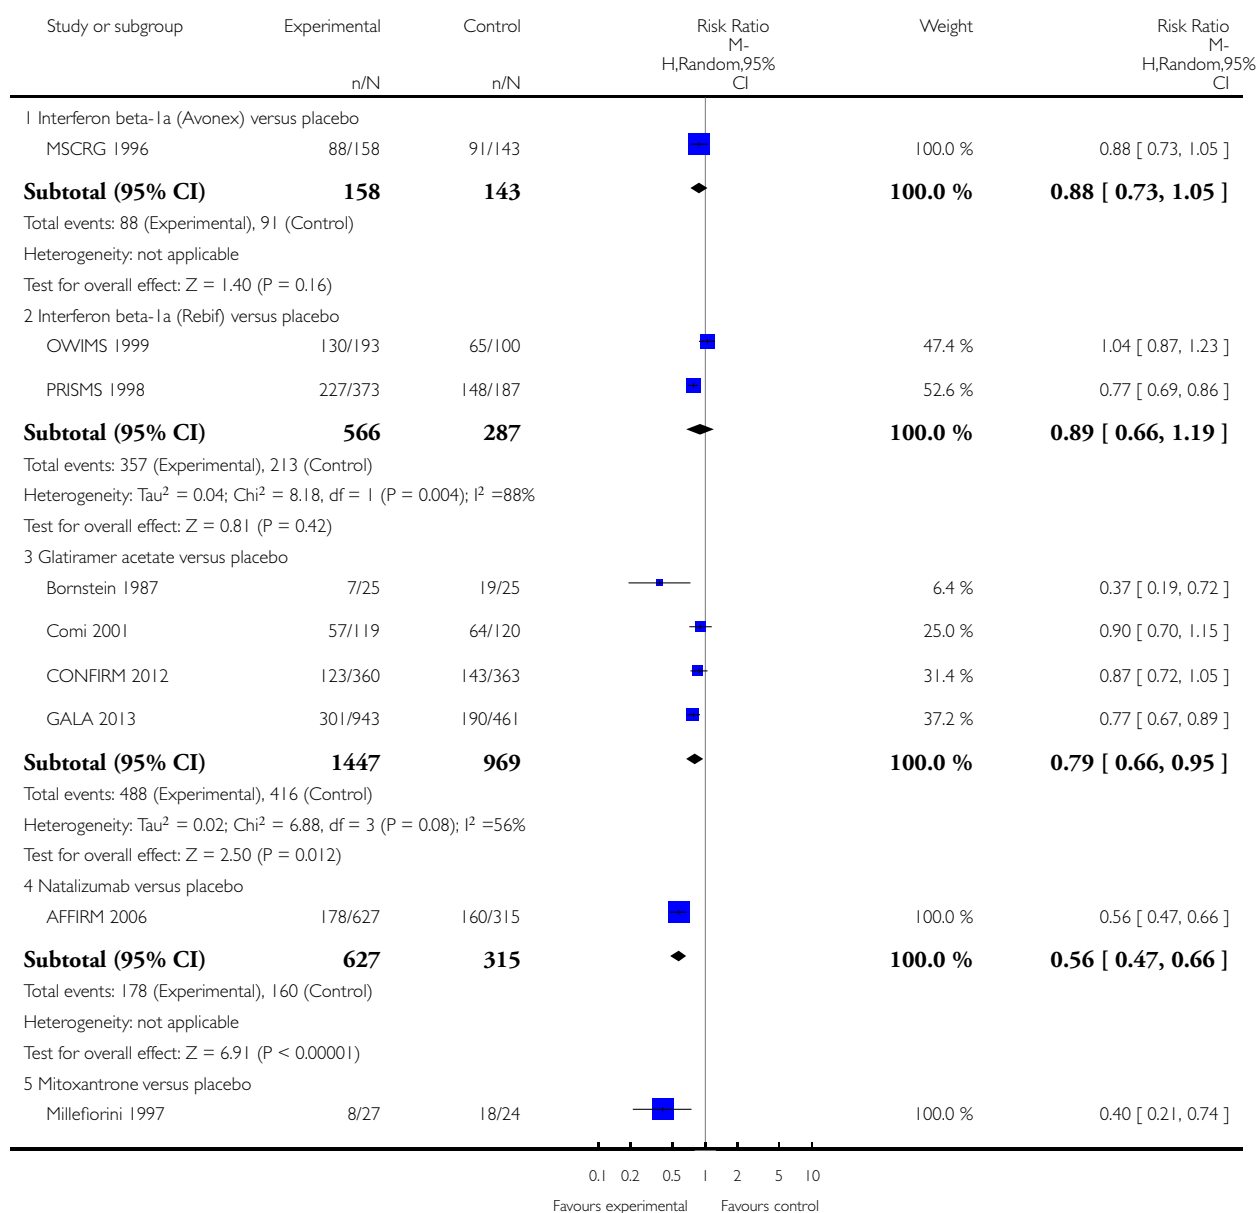 Study or subgroup Experimental Control Risk Ratio Weight Risk Ratio
M- M-
H,Random,95% H,Random,95%
n/N n/N CI CI
1 Interferon beta-1a (Avonex) versus placebo
MSCRG 1996 88/158 91/143 100.0 % 0.88 [ 0.73, 1.05 ]
Subtotal (95% CI) 158 143 100.0 % 0.88 [ 0.73, 1.05 ]
Total events: 88 (Experimental), 91 (Control)
Heterogeneity: not applicable
Test for overall effect: Z = 1.40 (P = 0.16)
2 Interferon beta-1a (Rebif) versus placebo
OWIMS 1999 130/193 65/100 47.4 % 1.04 [ 0.87, 1.23 ]
PRISMS 1998 227/373 148/187 52.6 % 0.77 [ 0.69, 0.86 ]
Subtotal (95% CI) 566 287 100.0 % 0.89 [ 0.66, 1.19 ]
Total events: 357 (Experimental), 213 (Control)
Heterogeneity: Tau² = 0.04; Chi² = 8.18, df = 1 (P = 0.004); I² =88%
Test for overall effect: Z = 0.81 (P = 0.42)
3 Glatiramer acetate versus placebo
Bornstein 1987 7/25 19/25 6.4 % 0.37 [ 0.19, 0.72 ]
Comi 2001 57/119 64/120 25.0 % 0.90 [ 0.70, 1.15 ]
CONFIRM 2012 123/360 143/363 31.4 % 0.87 [ 0.72, 1.05 ]
GALA 2013 301/943 190/461 37.2 % 0.77 [ 0.67, 0.89 ]
Subtotal (95% CI) 1447 969 100.0 % 0.79 [ 0.66, 0.95 ]
Total events: 488 (Experimental), 416 (Control)
Heterogeneity: Tau² = 0.02; Chi² = 6.88, df = 3 (P = 0.08); I² =56%
Test for overall effect: Z = 2.50 (P = 0.012)
4 Natalizumab versus placebo
AFFIRM 2006 178/627 160/315 100.0 % 0.56 [ 0.47, 0.66 ]
Subtotal (95% CI) 627 315 100.0 % 0.56 [ 0.47, 0.66 ]
Total events: 178 (Experimental), 160 (Control)
Heterogeneity: not applicable
Test for overall effect: Z = 6.91 (P < 0.00001)
5 Mitoxantrone versus placebo
Millefiorini 1997 8/27 18/24 100.0 % 0.40 [ 0.21, 0.74 ]
0.1 0.2 0.5 1 2 5 10
Favours experimental Favours control